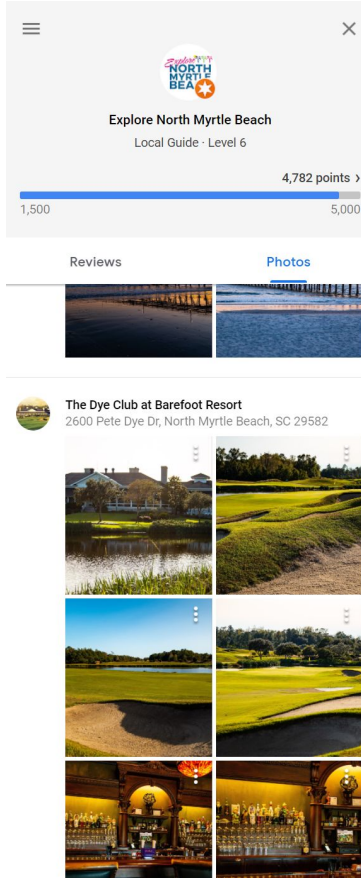 Explore
NORTH
MYRTLE
BEA
Explore North Myrtle Beach
Local Guide · Level 6
4,782 points ›
1,500
5,000
Reviews
Photos
The Dye Club at Barefoot Resort
2600 Pete Dye Dr, North Myrtle Beach, SC 29582